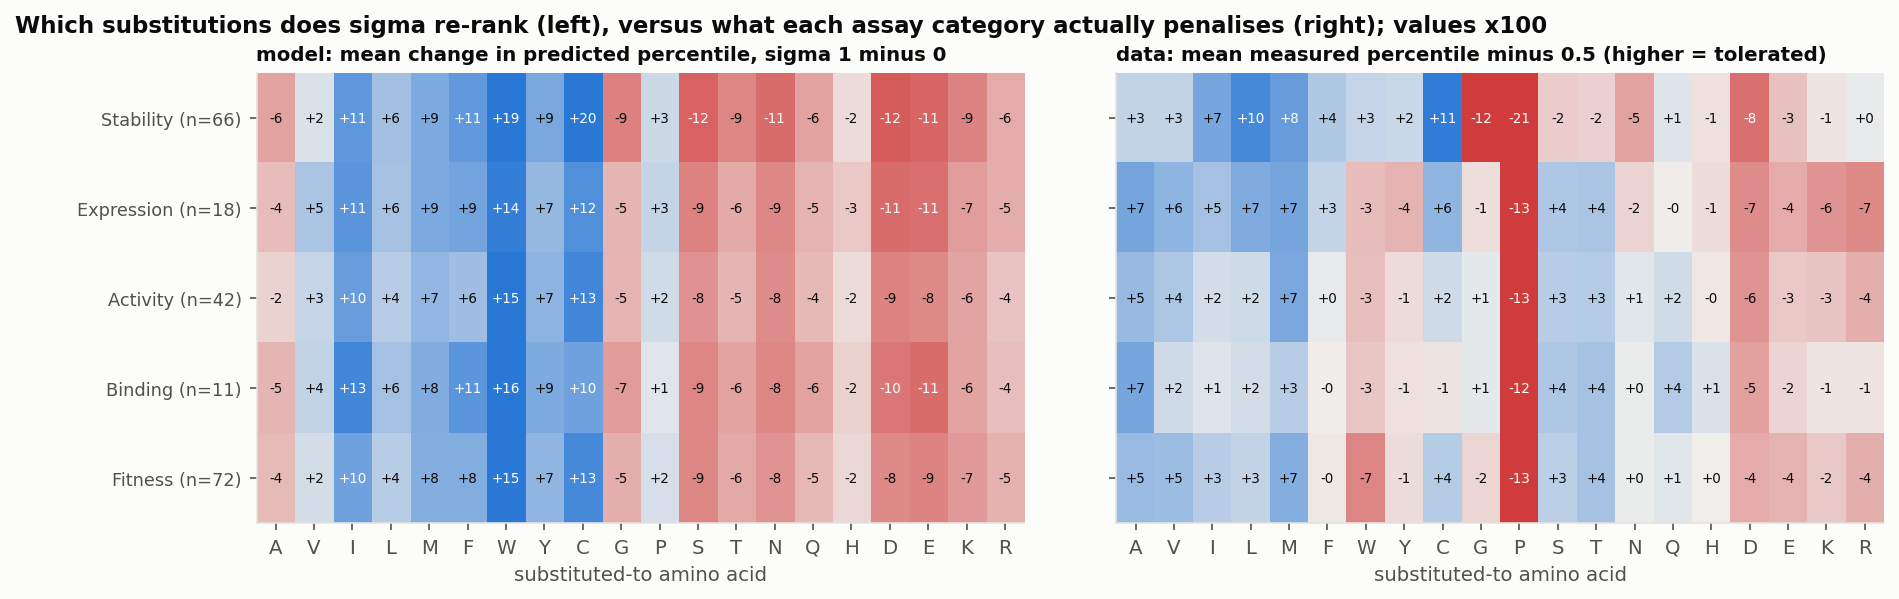 Which substitutions does sigma re-rank (left), versus what each assay category actually penalises (right); values x100
model: mean change in predicted percentile, sigma 1 minus 0
Stability (n=66) -6 +2 +11 +6 +9 +11 +19 +9 +20 -9 +3 -12 -9 -11 -6 -2 -12 -11 -9 -6
Expression (n=18) -4 +5 +11 +6 +9 +9 +14 +7 +12 -5 +3 -9 -6 -9 -5 -3 -11 -11 -7 -5
Activity (n=42) -2 +3 +10 +4 +7 +6 +15 +7 +13 -5 +2 -8 -5 -8 -4 -2 -9 -8 -6 -4
Binding (n=11) -5 +4 +13 +6 +8 +11 +16 +9 +10 -7 +1 -9 -6 -8 -6 -2 -10 -11 -6 -4
Fitness (n=72) -4 +2 +10 +4 +8 +8 +15 +7 +13 -5 +2 -9 -6 -8 -5 -2 -8 -9 -7 -5
A V I L M F W Y C G P S T N Q H D E K R
substituted-to amino acid
data: mean measured percentile minus 0.5 (higher = tolerated)
+3 +3 +7 +10 +8 +4 +3 +2 +11 -12 -21 -2 -2 -5 +1 -1 -8 -3 -1 +0
+7 +6 +5 +7 +7 +3 -3 -4 +6 -1 -13 +4 +4 -2 -0 -1 -7 -4 -6 -7
+5 +4 +2 +2 +7 +0 -3 -1 +2 +1 -13 +3 +3 +1 +2 -0 -6 -3 -3 -4
+7 +2 +1 +2 +3 -0 -3 -1 -1 +1 -12 +4 +4 +0 +4 +1 -5 -2 -1 -1
+5 +5 +3 +3 +7 -0 -7 -1 +4 -2 -13 +3 +4 +0 +1 +0 -4 -4 -2 -4
A V I L M F W Y C G P S T N Q H D E K R
substituted-to amino acid